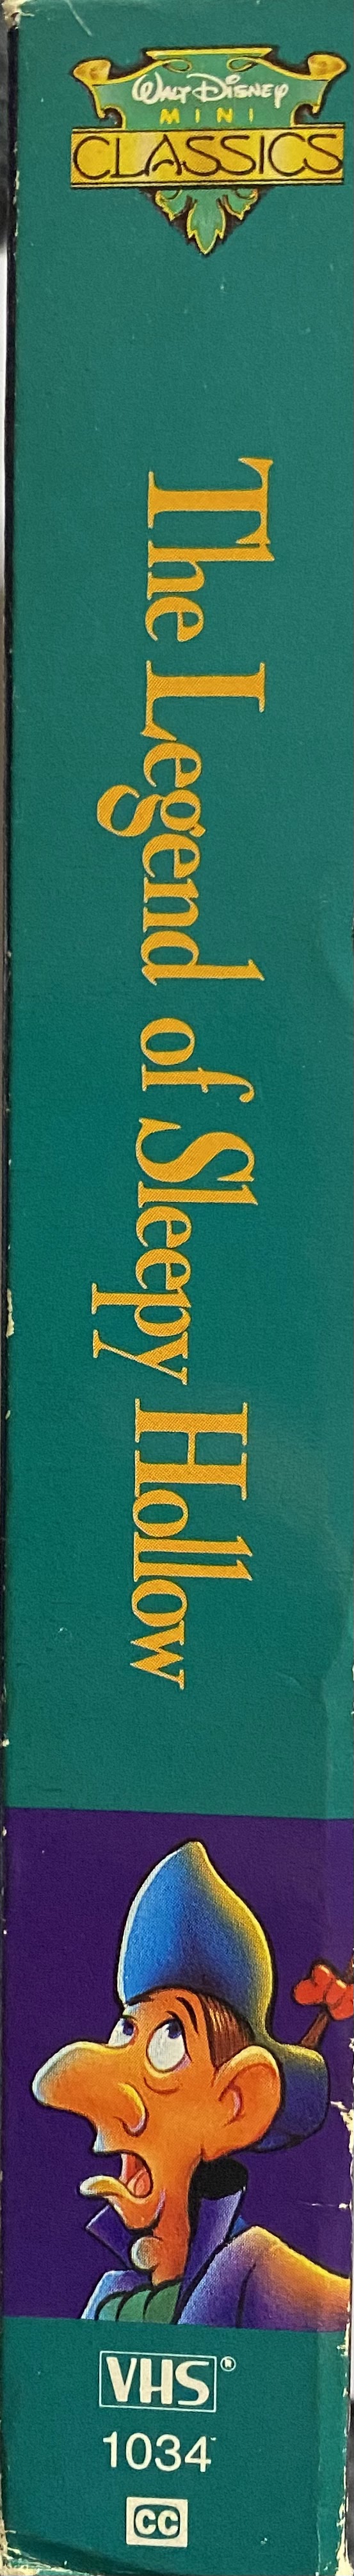 Walt Disney
MINI
CLASSICS
The Legend of Sleepy Hollow
VHS®
1034
CC